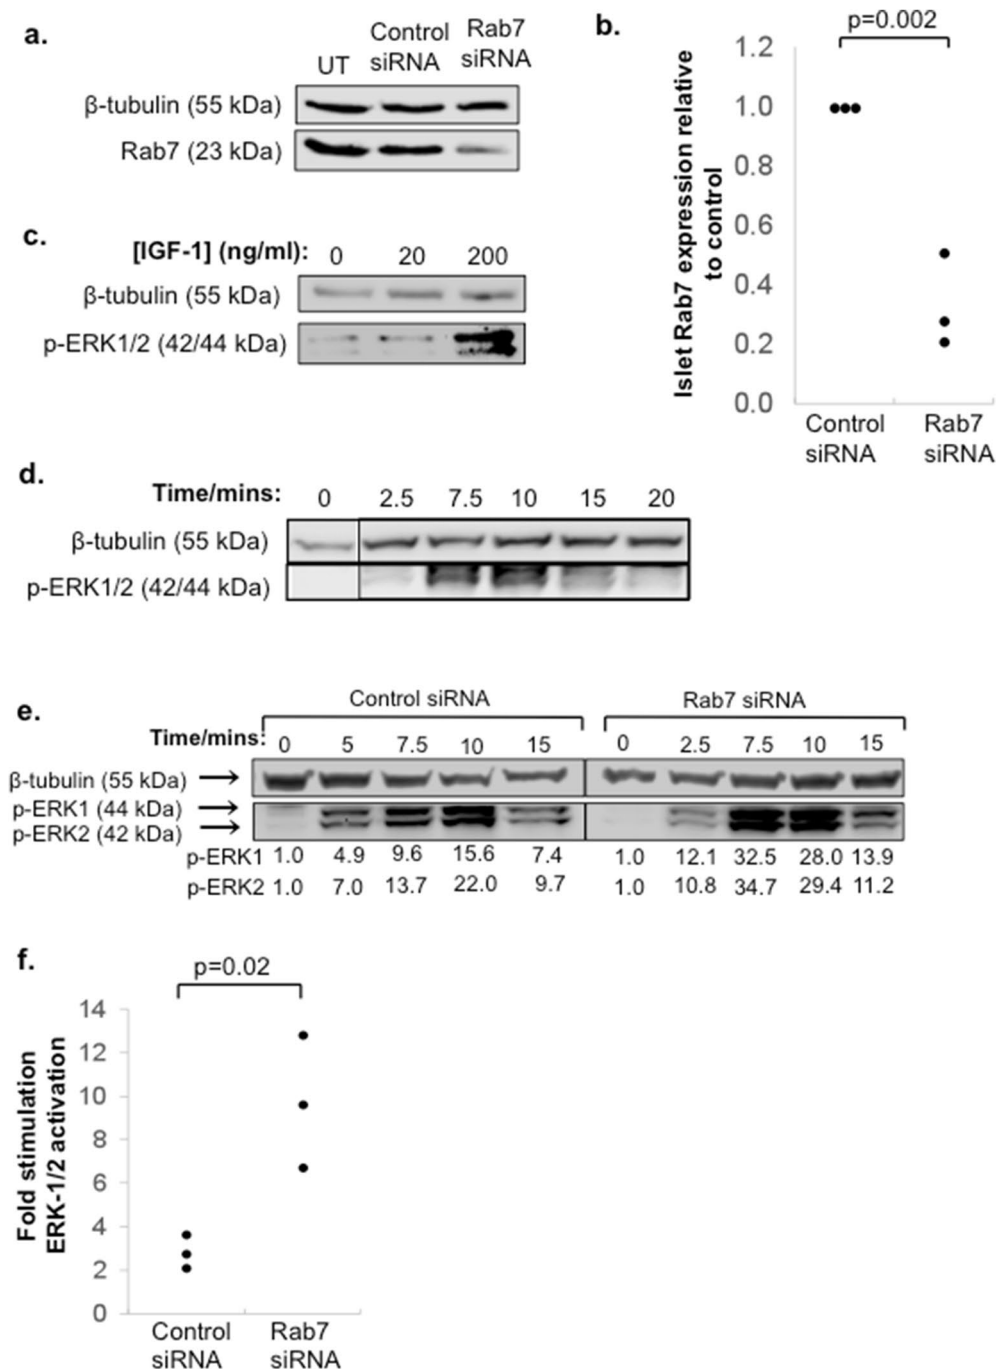 a.
UT
Control
siRNA
Rab7
siRNA
β-tubulin (55 kDa)
Rab7 (23 kDa)
b.
p=0.002
Islet Rab7 expression relative
to control
1.2
1.0
0.8
0.6
0.4
0.2
0.0
Control
siRNA
Rab7
siRNA
c.
[IGF-1] (ng/ml): 0 20 200
β-tubulin (55 kDa)
p-ERK1/2 (42/44 kDa)
d.
Time/mins: 0 2.5 7.5 10 15 20
β-tubulin (55 kDa)
p-ERK1/2 (42/44 kDa)
e.
Control siRNA Rab7 siRNA
Time/mins: 0 5 7.5 10 15 0 2.5 7.5 10 15
β-tubulin (55 kDa)
p-ERK1 (44 kDa)
p-ERK2 (42 kDa)
p-ERK1 1.0 4.9 9.6 15.6 7.4 1.0 12.1 32.5 28.0 13.9
p-ERK2 1.0 7.0 13.7 22.0 9.7 1.0 10.8 34.7 29.4 11.2
f.
p=0.02
Fold stimulation
ERK-1/2 activation
14
12
10
8
6
4
2
0
Control
siRNA
Rab7
siRNA